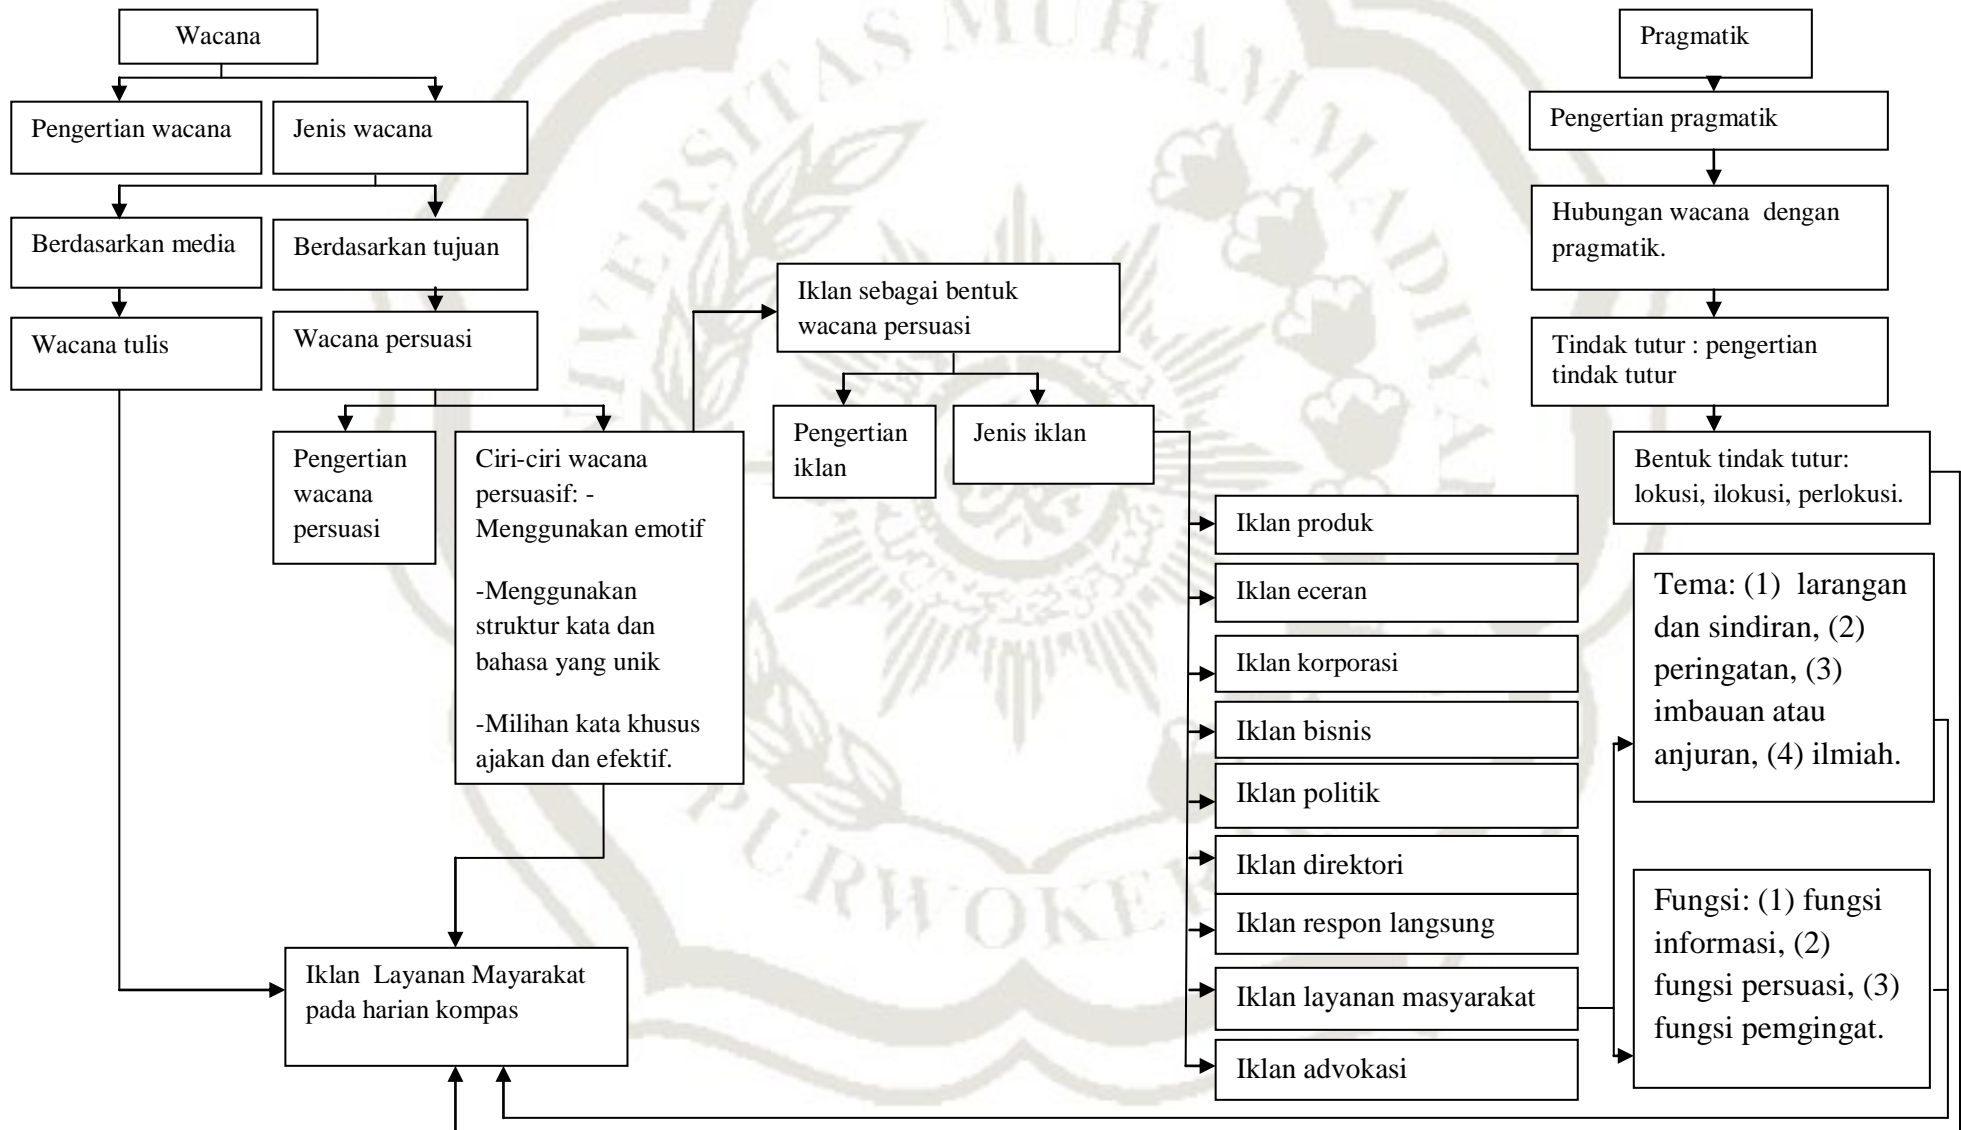 Wacana
Pengertian wacana
Jenis wacana
Berdasarkan media
Berdasarkan tujuan
Wacana tulis
Wacana persuasi
Pengertian
wacana
persuasi
Ciri-ciri wacana
persuasif: -
Menggunakan emotif
-Menggunakan
struktur kata dan
bahasa yang unik
-Milihan kata khusus
ajakan dan efektif.
Iklan sebagai bentuk
wacana persuasi
Pengertian
iklan
Jenis iklan
Iklan produk
Iklan eceran
Iklan korporasi
Iklan bisnis
Iklan politik
Iklan direktori
Iklan respon langsung
Iklan layanan masyarakat
Iklan advokasi
Pragmatik
Pengertian pragmatik
Hubungan wacana dengan
pragmatik.
Tindak tutur : pengertian
tindak tutur
Bentuk tindak tutur:
lokusi, ilokusi, perlokusi.
Tema: (1) larangan
dan sindiran, (2)
peringatan, (3)
imbauan atau
anjuran, (4) ilmiah.
Fungsi: (1) fungsi
informasi, (2)
fungsi persuasi, (3)
fungsi pemgingat.
Iklan Layanan Mayarakat
pada harian kompas
UNIVERSITAS MUHAMMADIYAH
PURWOKERTO